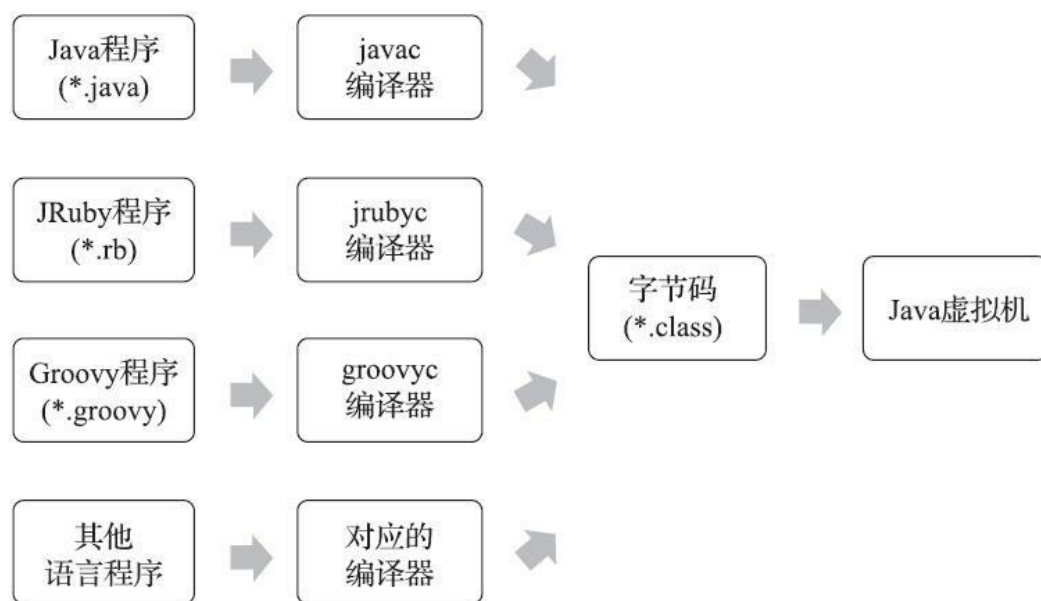 Java程序
(*.java)
javac
编译器
JRuby程序
(*.rb)
jrubyc
编译器
Groovy程序
(*.groovy)
groovyc
编译器
其他
语言程序
对应的
编译器
字节码
(*.class)
Java虚拟机